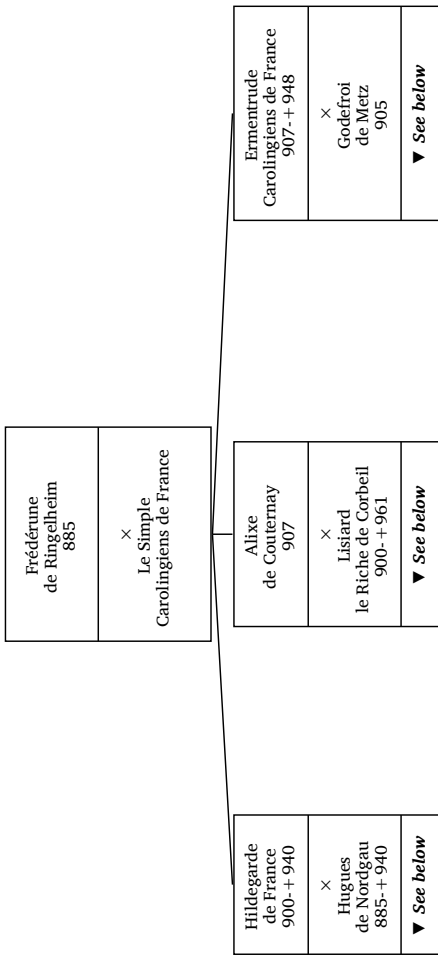 Frédérune
de Ringelheim
885
×
Le Simple
Carolingiens de France
Hildegarde
de France
900-+940
×
Hugues
de Nordgau
885-+940
▼ See below
Alixe
de Couternay
907
×
Lisiard
le Riche de Corbeil
900-+961
▼ See below
Ermentrude
Carolingiens de France
907-+948
×
Godefroi
de Metz
905
▼ See below